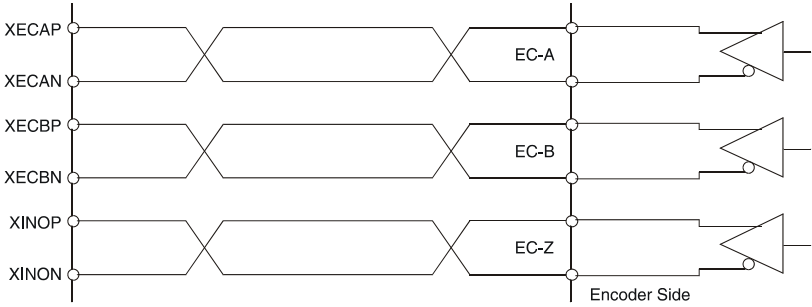 XECAP
EC-A
XECAN
XECBP
EC-B
XECBN
XINOP
EC-Z
XINON
Encoder Side